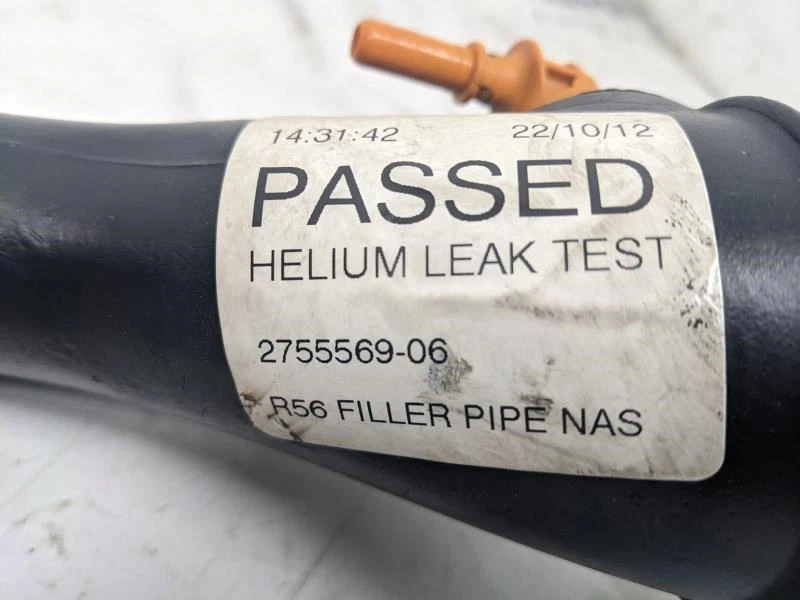 14:31:42 22/10/12
PASSED
HELIUM LEAK TEST
2755569-06
R56 FILLER PIPE NAS